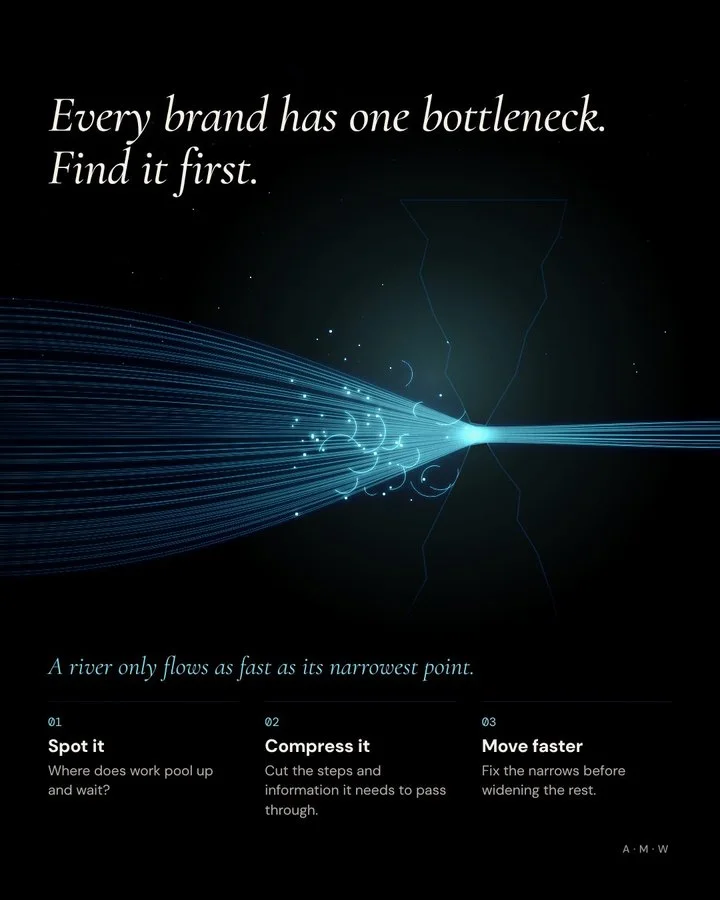 Every brand has one bottleneck.
Find it first.
A river only flows as fast as its narrowest point.
01
Spot it
Where does work pool up
and wait?
02
Compress it
Cut the steps and
information it needs to pass
through.
03
Move faster
Fix the narrows before
widening the rest.
A·M·W